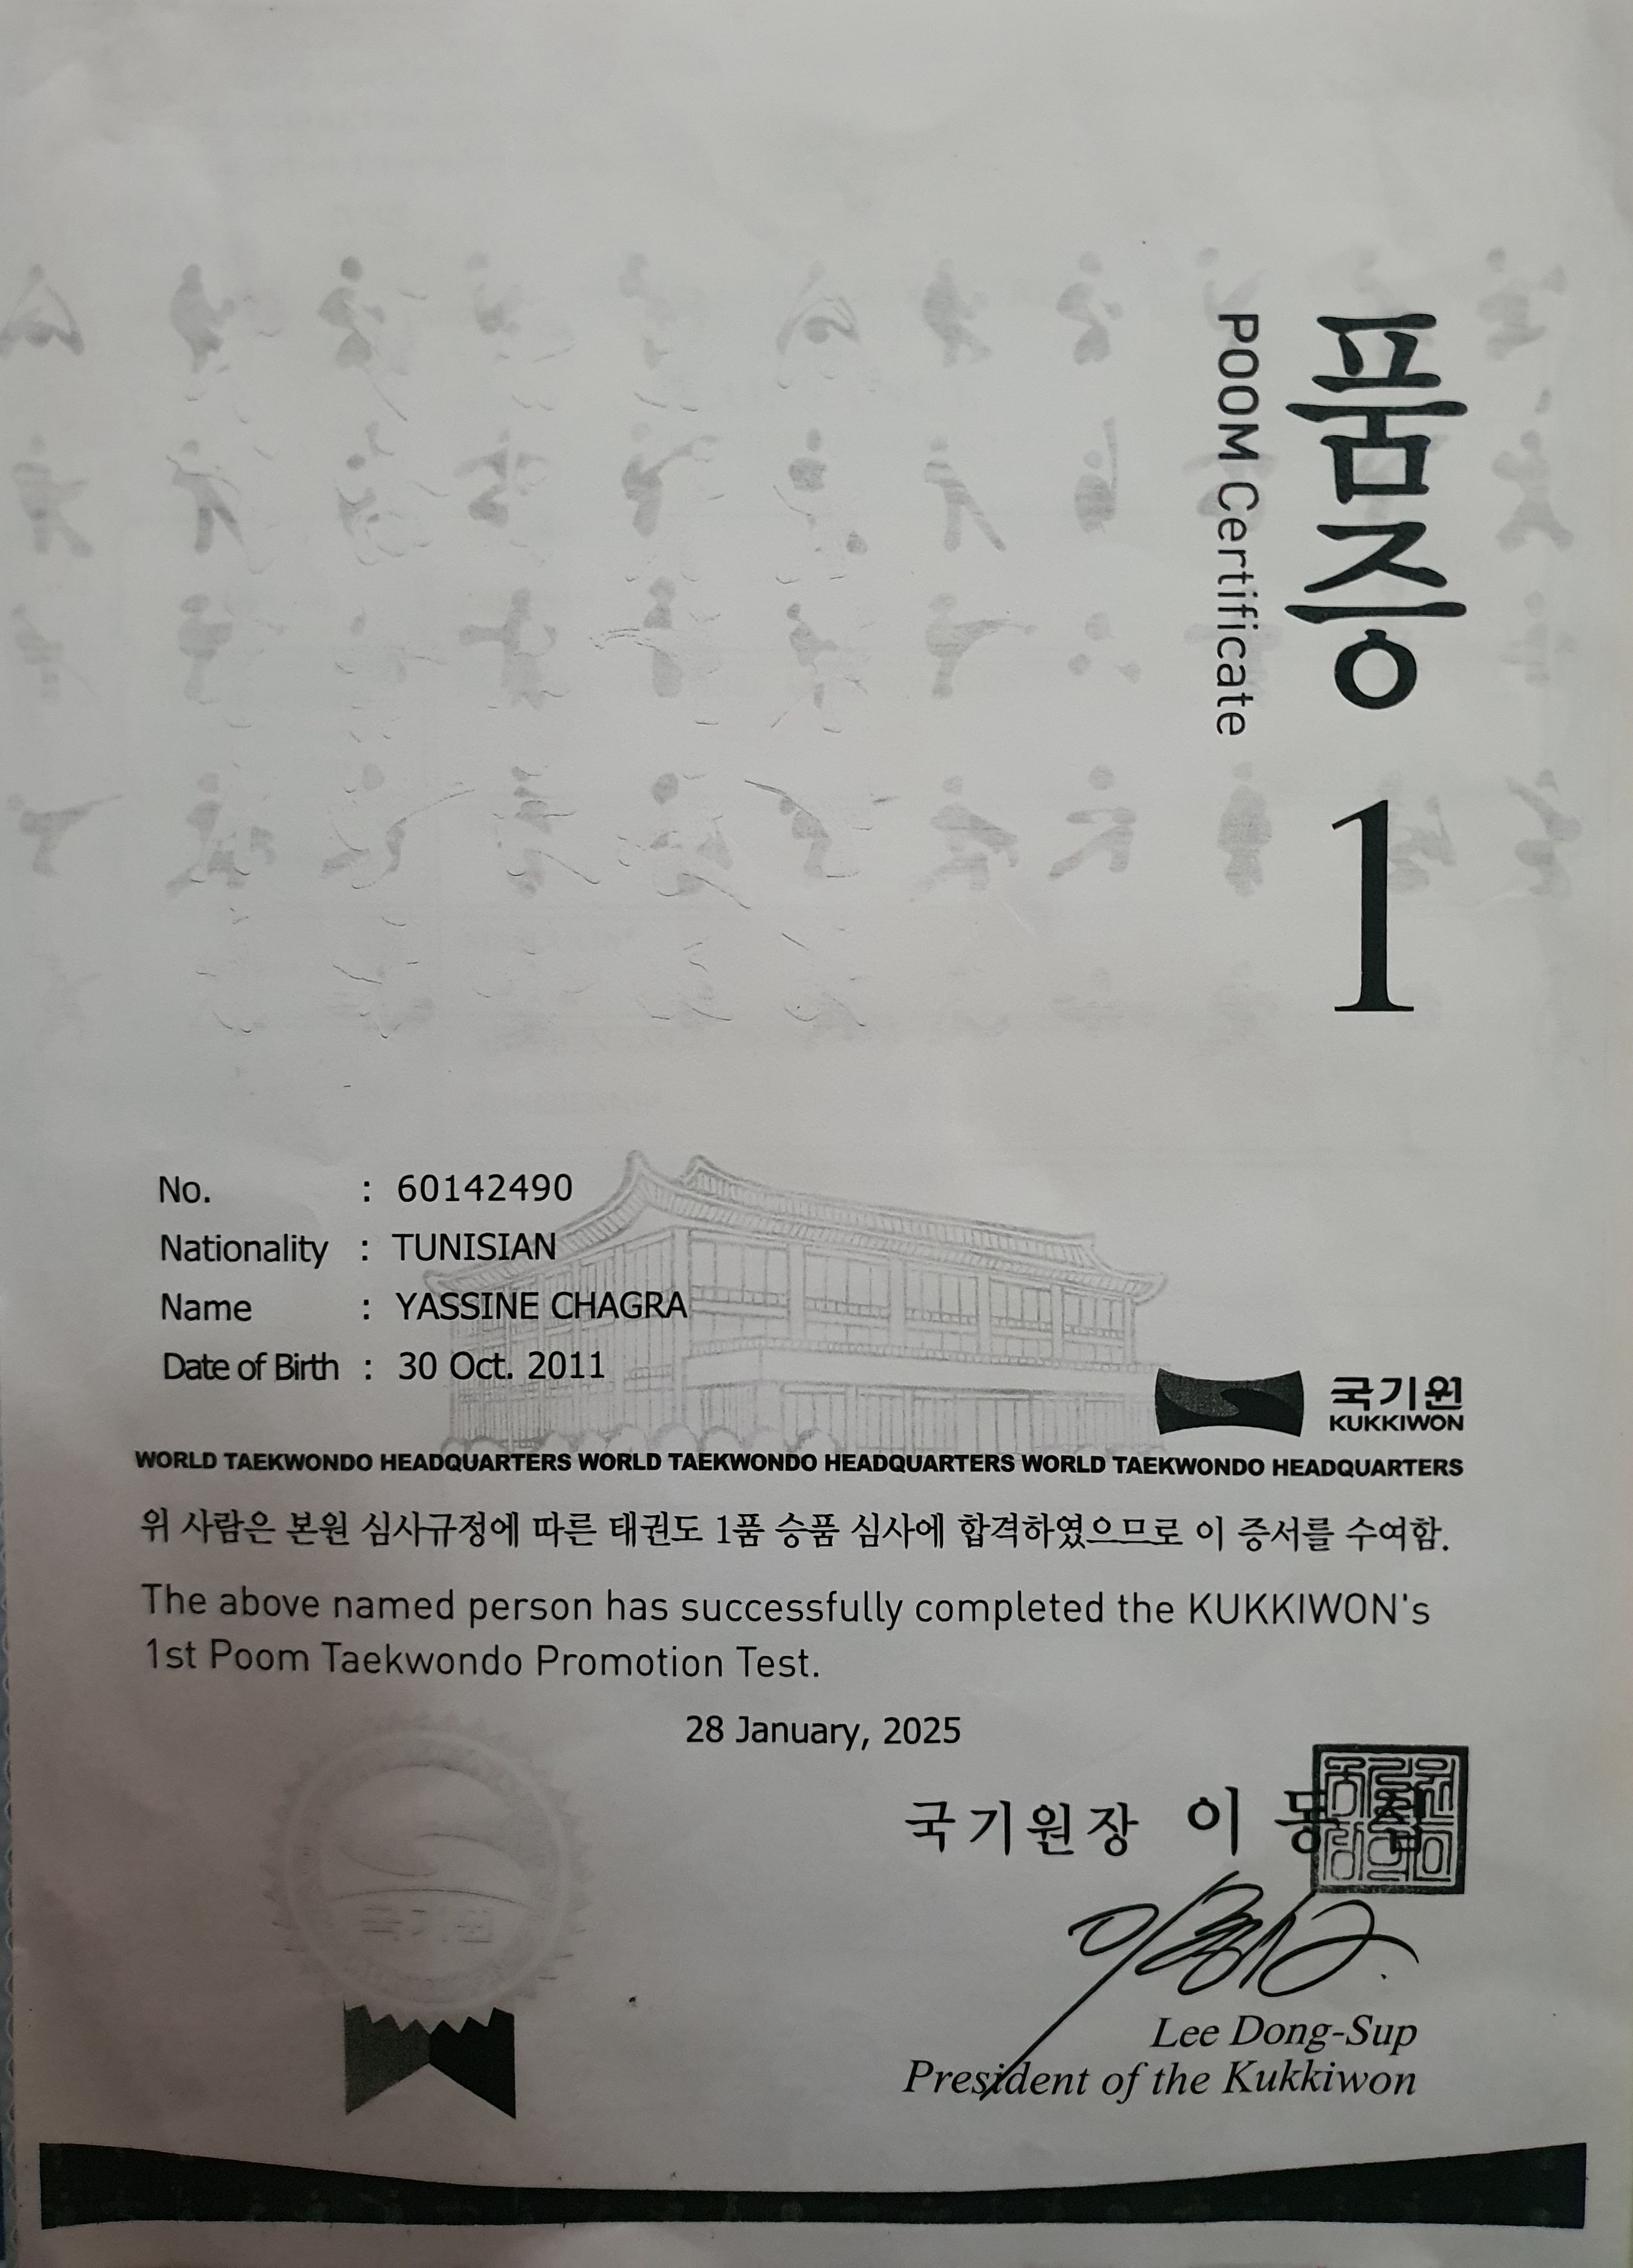 품증
POOM Certificate
1
No. : 60142490
Nationality : TUNISIAN
Name : YASSINE CHAGRA
Date of Birth : 30 Oct. 2011
국기원
KUKKIWON
WORLD TAEKWONDO HEADQUARTERS WORLD TAEKWONDO HEADQUARTERS WORLD TAEKWONDO HEADQUARTERS
위 사람은 본원 심사규정에 따른 태권도 1품 승품 심사에 합격하였으므로 이 증서를 수여함.
The above named person has successfully completed the KUKKIWON's
1st Poom Taekwondo Promotion Test.
28 January, 2025
국기원장 이 동 섭
Lee Dong-Sup
President of the Kukkiwon